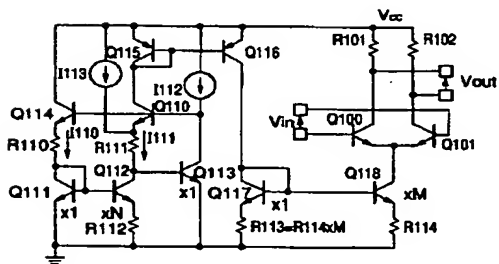 Vcc
Q115
Q116
R101
R102
I113
I112
Vout
Q114
Q110
I110
I111
Vin
Q100
Q101
R110
R111
Q112
Q113
Q118
Q111
Q117
x1
xN
x1
x1
xM
R112
R113=R114xM
R114